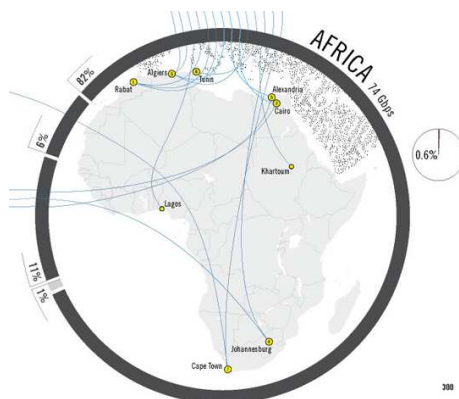 AFRICA 74 Gbps
82%
6%
11%
1%
0.6%
Algiers
Tunin
Rabat
Alexandria
Cairo
Khartoum
Lagos
Johannesburg
Cape Town
300